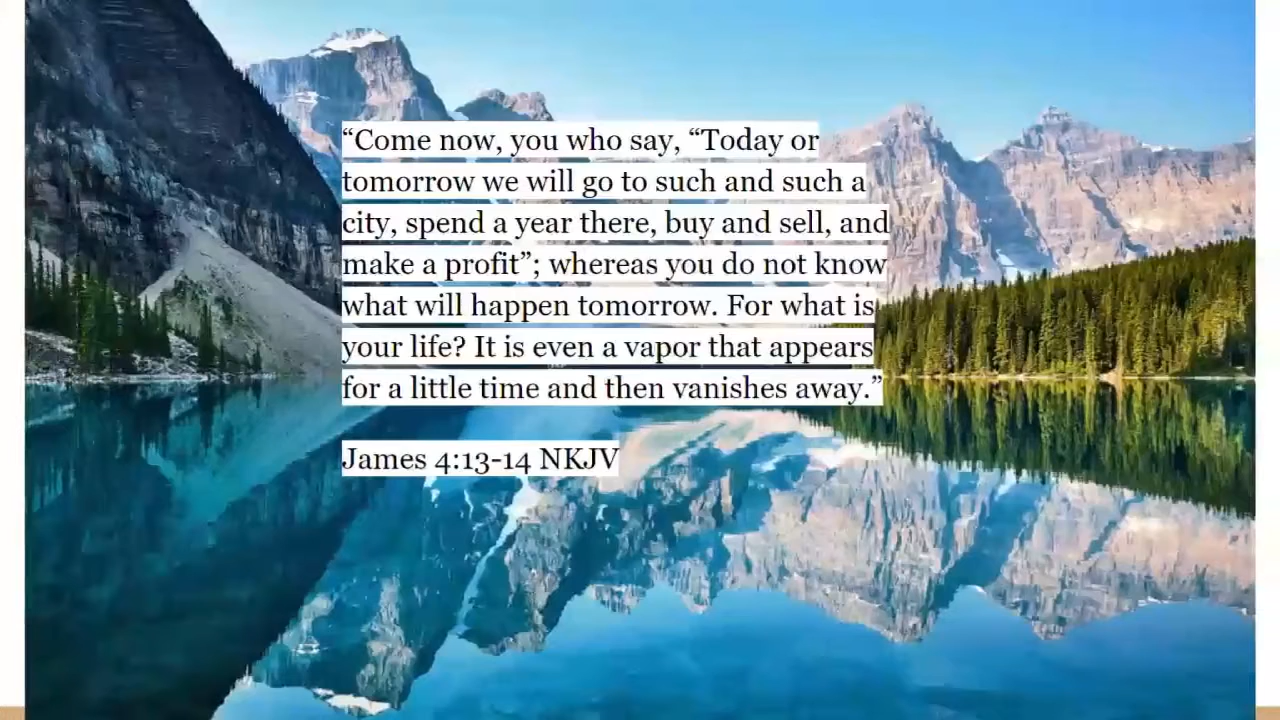 “Come now, you who say, “Today or
tomorrow we will go to such and such a
city, spend a year there, buy and sell, and
make a profit”; whereas you do not know
what will happen tomorrow. For what is
your life? It is even a vapor that appears
for a little time and then vanishes away.”
James 4:13-14 NKJV